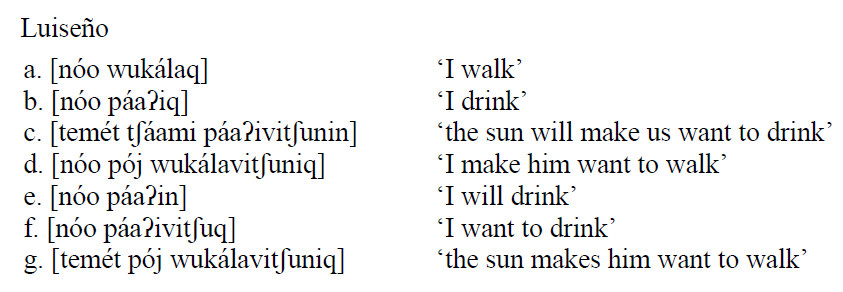 Luiseño
a. [nóo wukálaq] ‘I walk’
b. [nóo páaʔiq] ‘I drink’
c. [temét tʃáami páaʔivitʃunin] ‘the sun will make us want to drink’
d. [nóo pój wukálavitʃuniq] ‘I make him want to walk’
e. [nóo páaʔin] ‘I will drink’
f. [nóo páaʔivitʃuq] ‘I want to drink’
g. [temét pój wukálavitʃuniq] ‘the sun makes him want to walk’